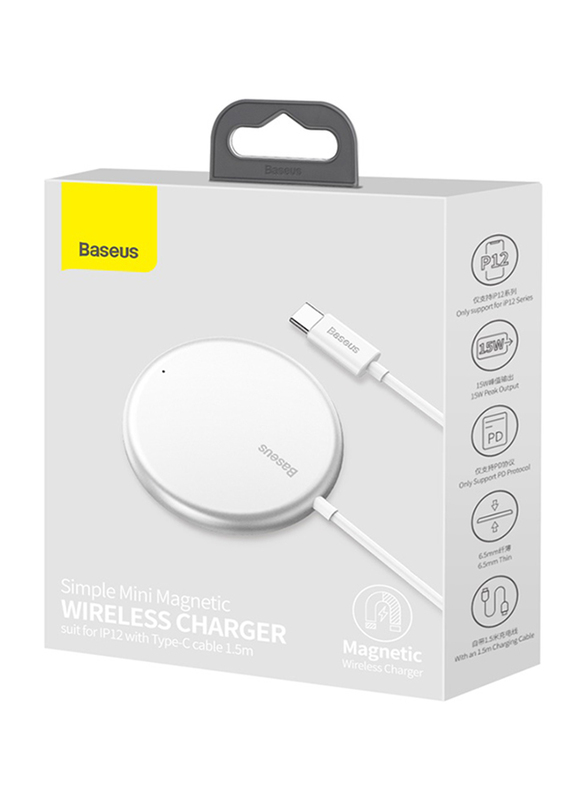 Baseus
Baseus
Baseus
Baseus
Simple Mini Magnetic
WIRELESS CHARGER
suit for IP12 with Type-C cable 1.5m
Magnetic
Wireless Charger
P12
仅支持iP12系列
Only support for iP12 Series
15W
15W峰值输出
15W Peak Output
PD
仅支持PD协议
Only Support PD Protocol
6.5mm纤薄
6.5mm Thin
自带1.5米充电线
With an 1.5m Charging Cable